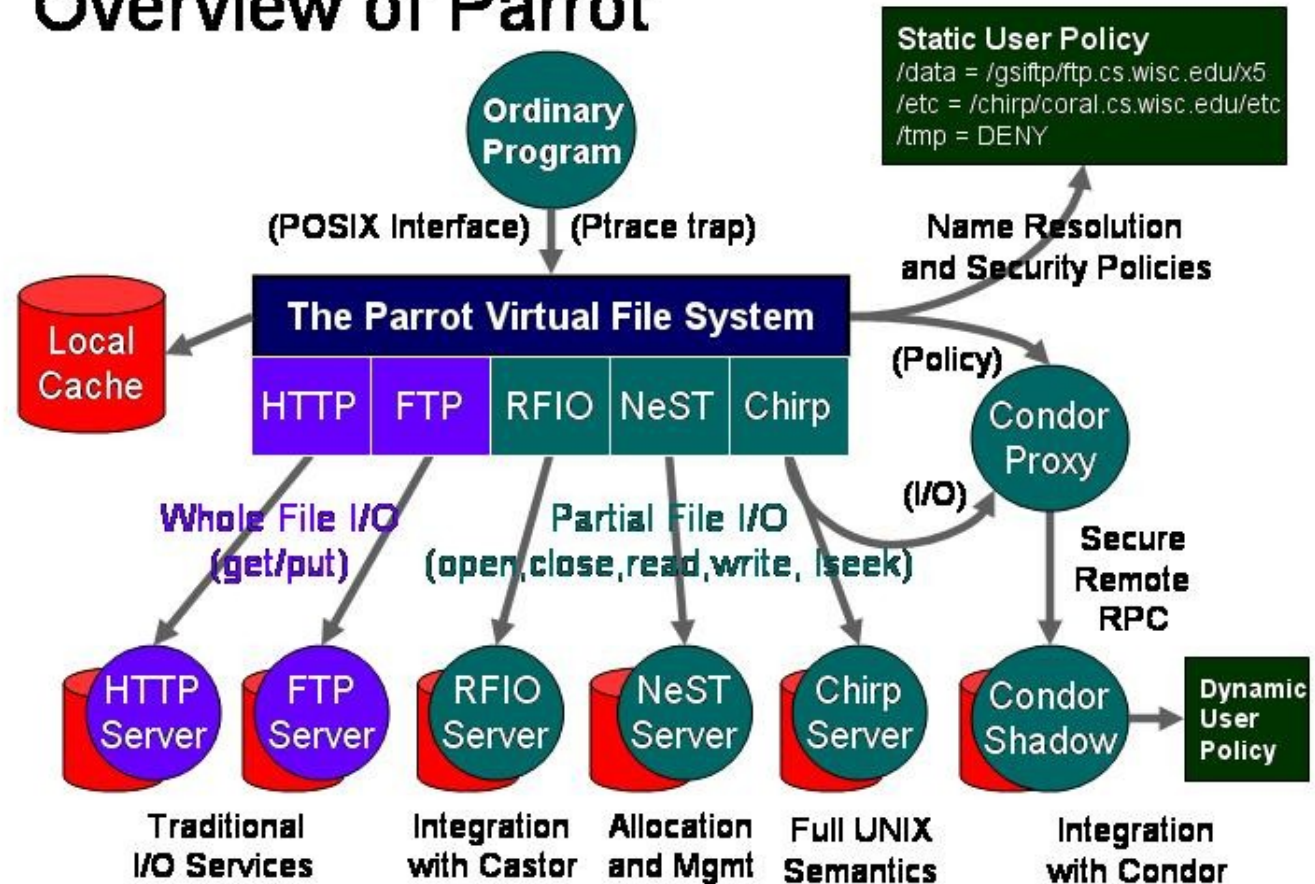 Overview of Parrot
Static User Policy
/data = /gsiftp/ftp.cs.wisc.edu/x5
/etc = /chirp/coral.cs.wisc.edu/etc
/tmp = DENY
Ordinary
Program
(POSIX Interface)
(Ptrace trap)
Name Resolution
and Security Policies
The Parrot Virtual File System
Local
Cache
HTTP
FTP
RFIO
NeST
Chirp
(Policy)
Condor
Proxy
(I/O)
Whole File I/O
(get/put)
Partial File I/O
(open,close,read,write, lseek)
Secure
Remote
RPC
HTTP
Server
FTP
Server
RFIO
Server
NeST
Server
Chirp
Server
Condor
Shadow
Dynamic
User
Policy
Traditional
I/O Services
Integration
with Castor
Allocation
and Mgmt
Full UNIX
Semantics
Integration
with Condor